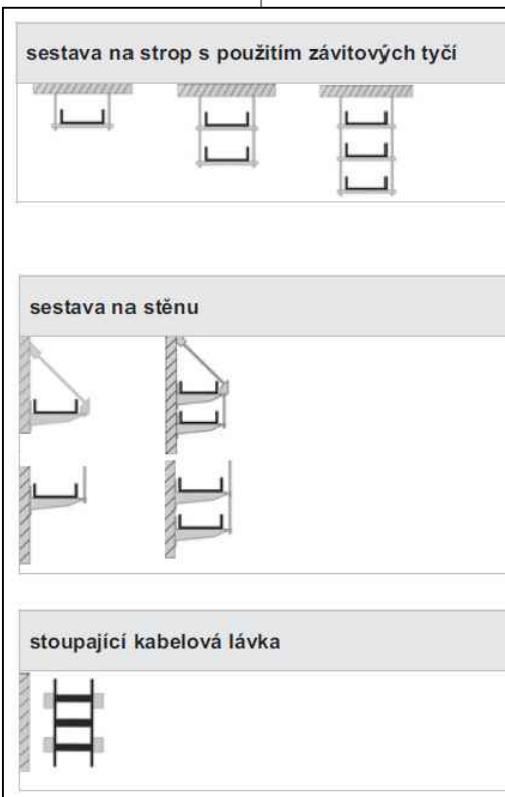 sestava na strop s použitím závitových tyčí
sestava na stěnu
stoupající kabelová lávka